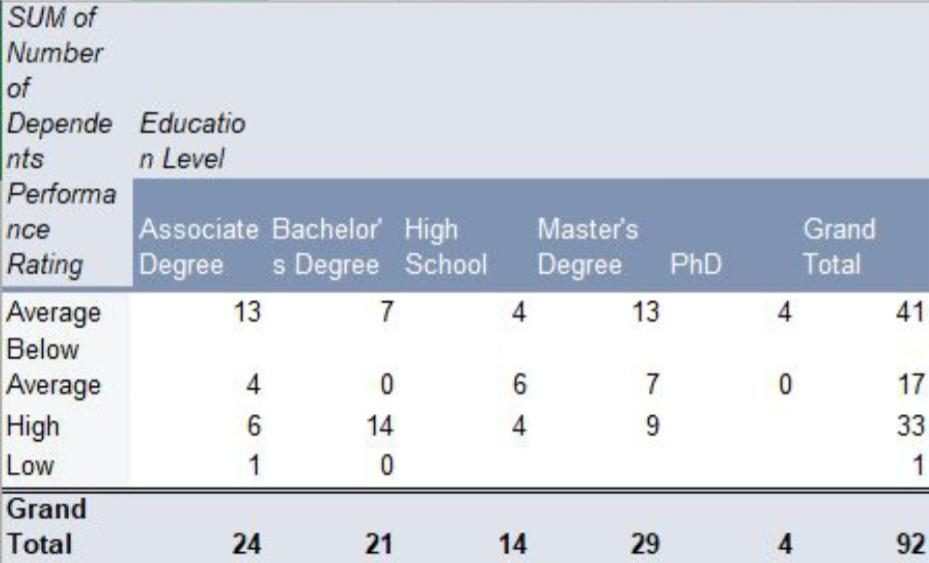 SUM of
Number
of
Depende Educatio
nts n Level
Performa
nce Associate Bachelor' High Master's Grand
Rating Degree s Degree School Degree PhD Total
Average 13 7 4 13 4 41
Below
Average 4 0 6 7 0 17
High 6 14 4 9 33
Low 1 0 1
Grand
Total 24 21 14 29 4 92